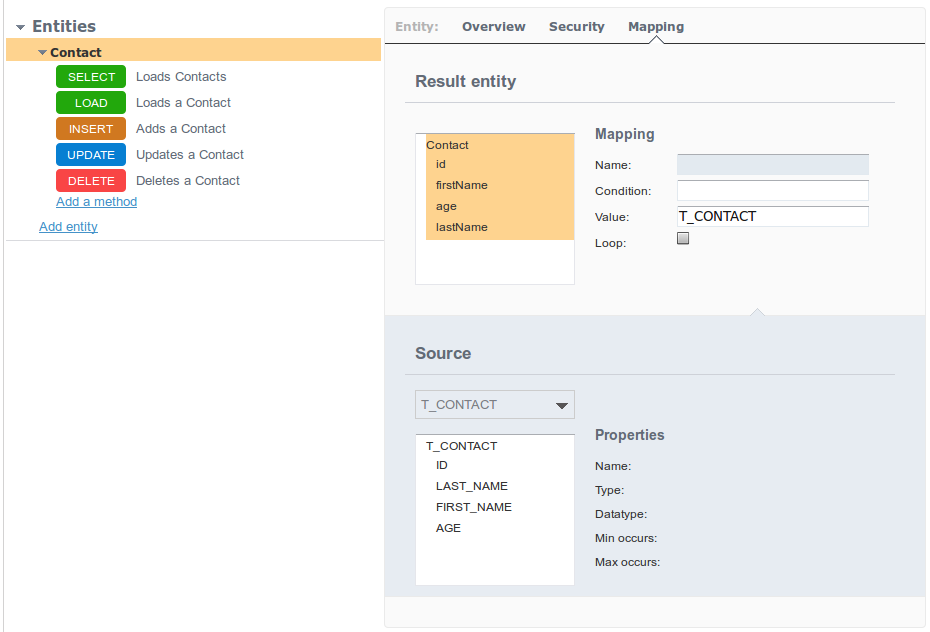 Entities
Contact
SELECT Loads Contacts
LOAD Loads a Contact
INSERT Adds a Contact
UPDATE Updates a Contact
DELETE Deletes a Contact
Add a method
Add entity
Entity: Overview Security Mapping
Result entity
Contact
id
firstName
age
lastName
Mapping
Name:
Condition:
Value: T_CONTACT
Loop:
Source
T_CONTACT
T_CONTACT
ID
LAST_NAME
FIRST_NAME
AGE
Properties
Name:
Type:
Datatype:
Min occurs:
Max occurs: